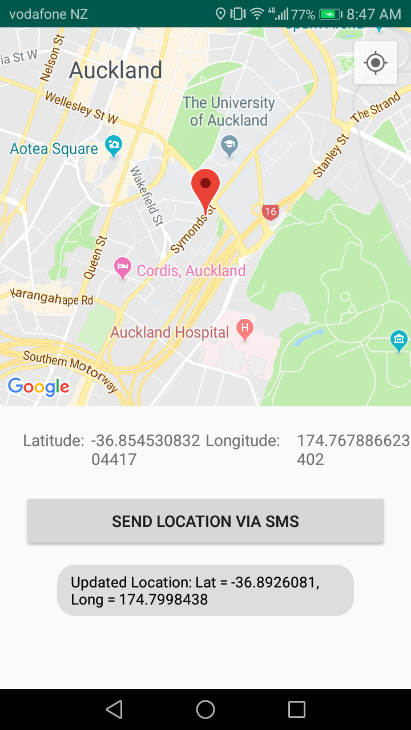 vodafone NZ 4G 77% 8:47 AM
Nelson St
Auckland
Wellesley St W
The University
of Auckland
The Strand
Aotea Square
Stanley St
Wakefield St
16
Symonds St
Queen St
Cordis, Auckland
Karangahape Rd
Auckland Hospital H
Southern Motorway
Google
Latitude: -36.854530832 Longitude: 174.767886623
04417 402
SEND LOCATION VIA SMS
Updated Location: Lat = -36.8926081,
Long = 174.7998438